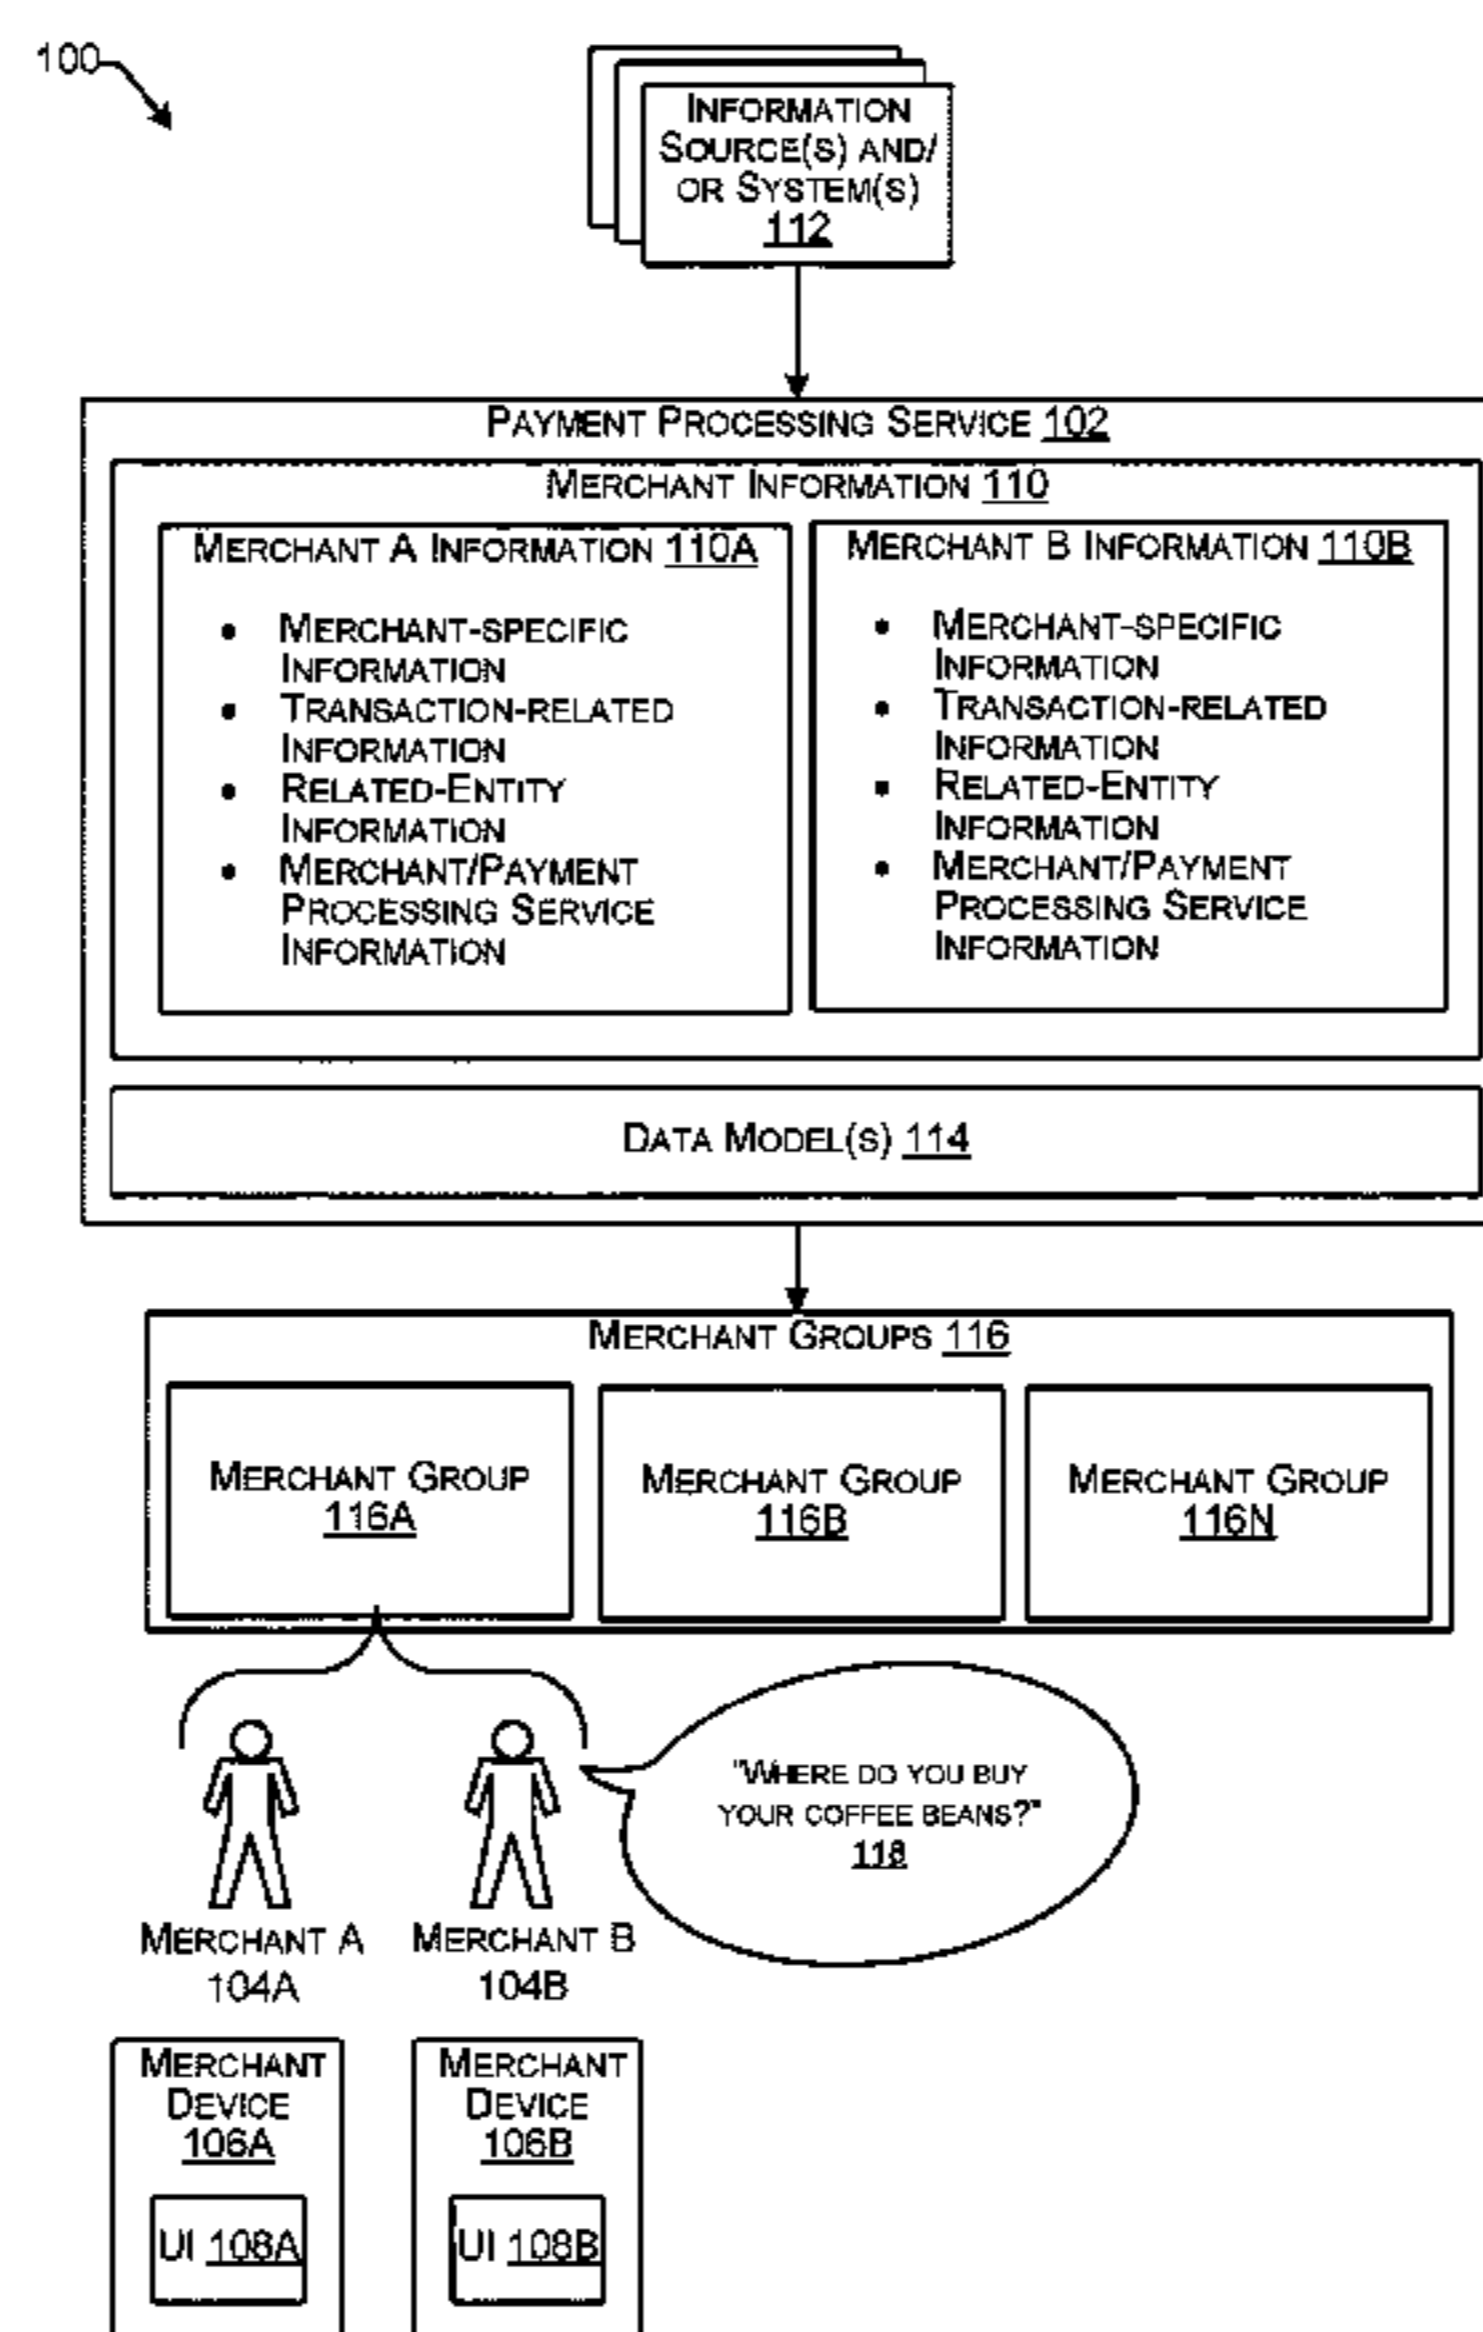 100
INFORMATION
SOURCE(S) AND/
OR SYSTEM(S)
112
PAYMENT PROCESSING SERVICE 102
MERCHANT INFORMATION 110
MERCHANT A INFORMATION 110A
• MERCHANT-SPECIFIC
INFORMATION
• TRANSACTION-RELATED
INFORMATION
• RELATED-ENTITY
INFORMATION
• MERCHANT/PAYMENT
PROCESSING SERVICE
INFORMATION
MERCHANT B INFORMATION 110B
• MERCHANT-SPECIFIC
INFORMATION
• TRANSACTION-RELATED
INFORMATION
• RELATED-ENTITY
INFORMATION
• MERCHANT/PAYMENT
PROCESSING SERVICE
INFORMATION
DATA MODEL(S) 114
MERCHANT GROUPS 116
MERCHANT GROUP
116A
MERCHANT GROUP
116B
MERCHANT GROUP
116N
"WHERE DO YOU BUY
YOUR COFFEE BEANS?"
118
MERCHANT A
104A
MERCHANT B
104B
MERCHANT
DEVICE
106A
UI 108A
MERCHANT
DEVICE
106B
UI 108B